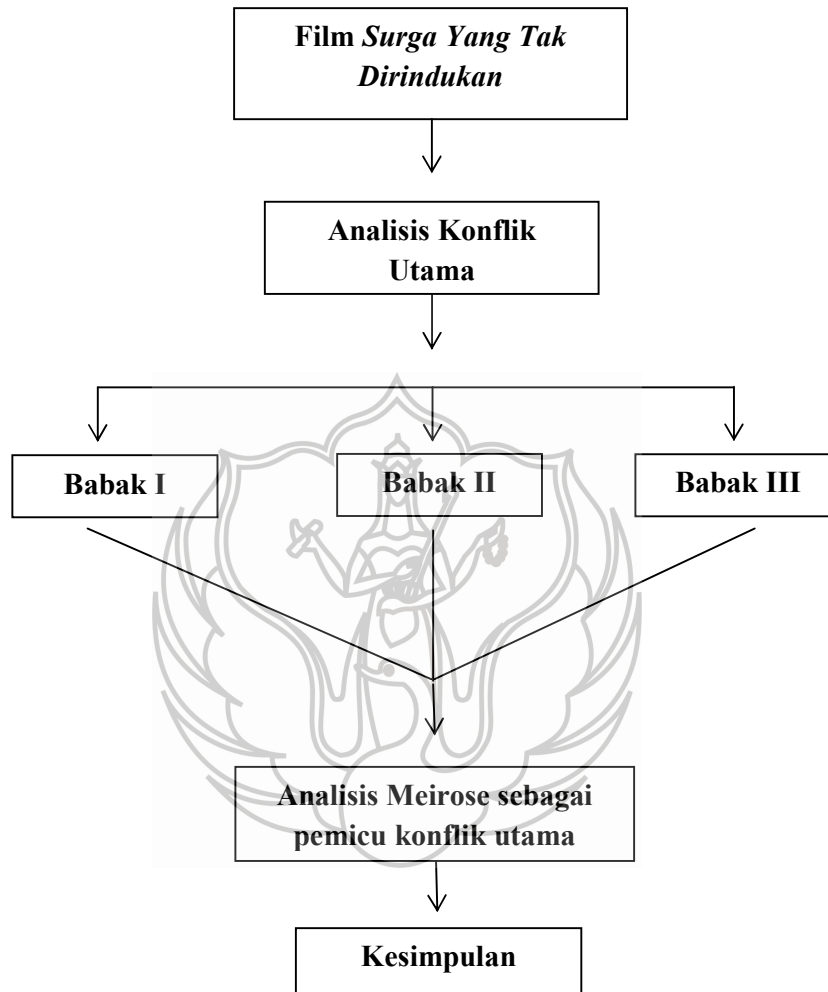 Film Surga Yang Tak
Dirindukan
Analisis Konflik
Utama
Babak I
Babak II
Babak III
Analisis Meirose sebagai
pemicu konflik utama
Kesimpulan